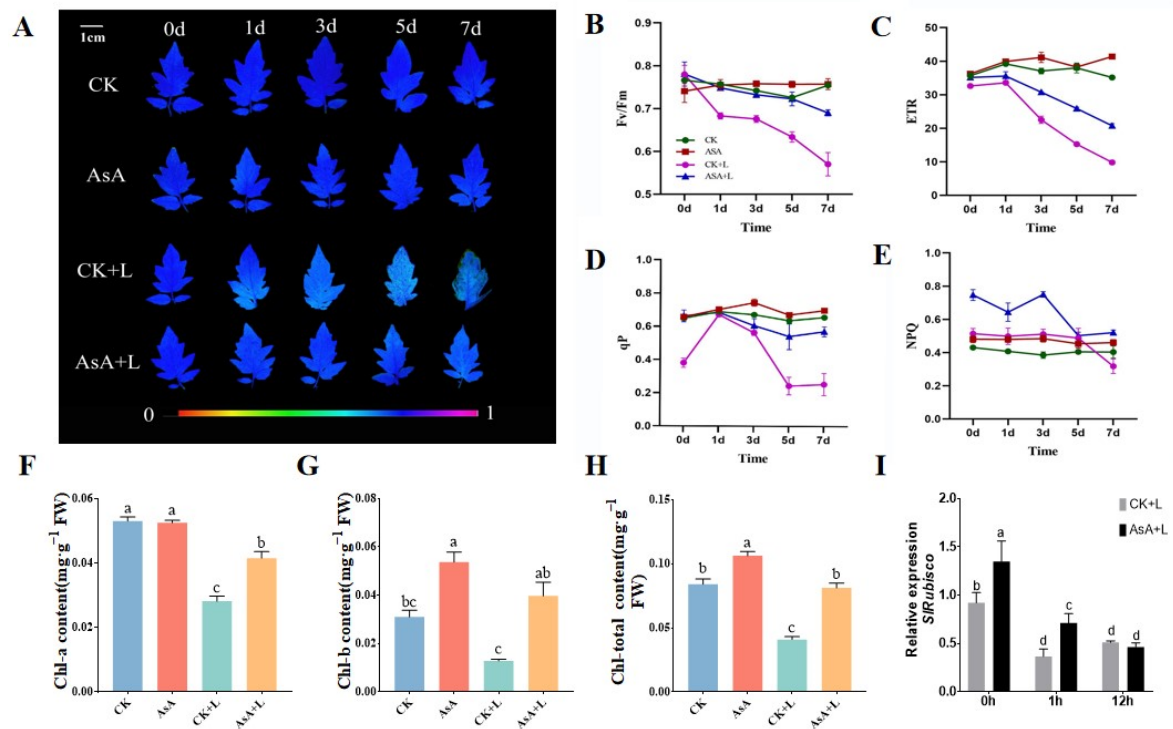 A
1cm
0d 1d 3d 5d 7d
CK
AsA
CK+L
AsA+L
0 1
B
Fv/Fm
0.9
0.8
0.7
0.6
0.5
CK
ASA
CK+L
ASA+L
0d 1d 3d 5d 7d
Time
C
ETR
50
40
30
20
10
0
0d 1d 3d 5d 7d
Time
D
qP
1.0
0.8
0.6
0.4
0.2
0.0
0d 1d 3d 5d 7d
Time
E
NPQ
1.0
0.8
0.6
0.4
0.2
0.0
0d 1d 3d 5d 7d
Time
F
Chl-a content(mg·g⁻¹ FW)
0.06
0.04
0.02
0.00
a a c b
CK AsA CK+L AsA+L
G
Chl-b content(mg·g⁻¹ FW)
0.08
0.06
0.04
0.02
0.00
bc a c ab
CK AsA CK+L AsA+L
H
Chl-total content(mg·g⁻¹
FW)
0.15
0.10
0.05
0.00
b a c b
CK AsA CK+L AsA+L
I
Relative expression
SlRubisco
2.0
1.5
1.0
0.5
0.0
CK+L
AsA+L
b a d c d d
0h 1h 12h